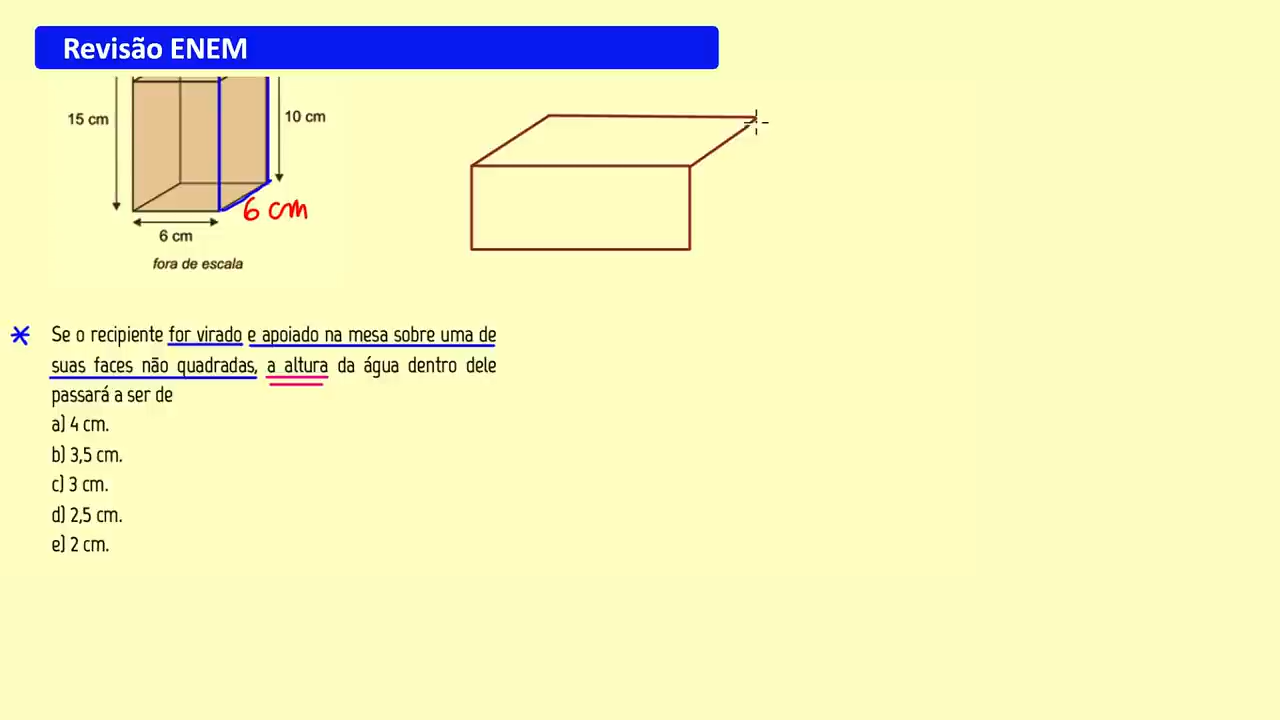 Revisão ENEM
15 cm
10 cm
6 cm
6 cm
fora de escala
Se o recipiente for virado e apoiado na mesa sobre uma de
suas faces não quadradas, a altura da água dentro dele
passará a ser de
a) 4 cm.
b) 3,5 cm.
c) 3 cm.
d) 2,5 cm.
e) 2 cm.